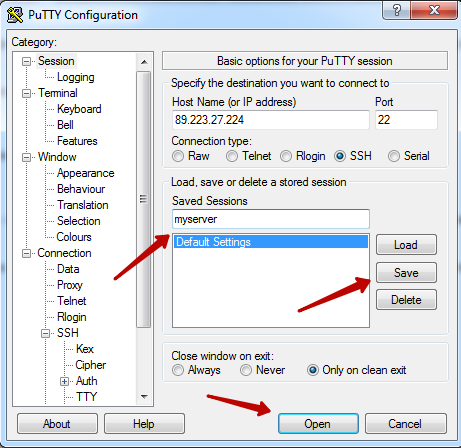 PuTTY Configuration
Category:
Session
Logging
Terminal
Keyboard
Bell
Features
Window
Appearance
Behaviour
Translation
Selection
Colours
Connection
Data
Proxy
Telnet
Rlogin
SSH
Kex
Cipher
Auth
TTY
Basic options for your PuTTY session
Specify the destination you want to connect to
Host Name (or IP address) Port
89.223.27.224 22
Connection type:
Raw Telnet Rlogin SSH Serial
Load, save or delete a stored session
Saved Sessions
myserver
Default Settings
Load
Save
Delete
Close window on exit:
Always Never Only on clean exit
About Help Open Cancel